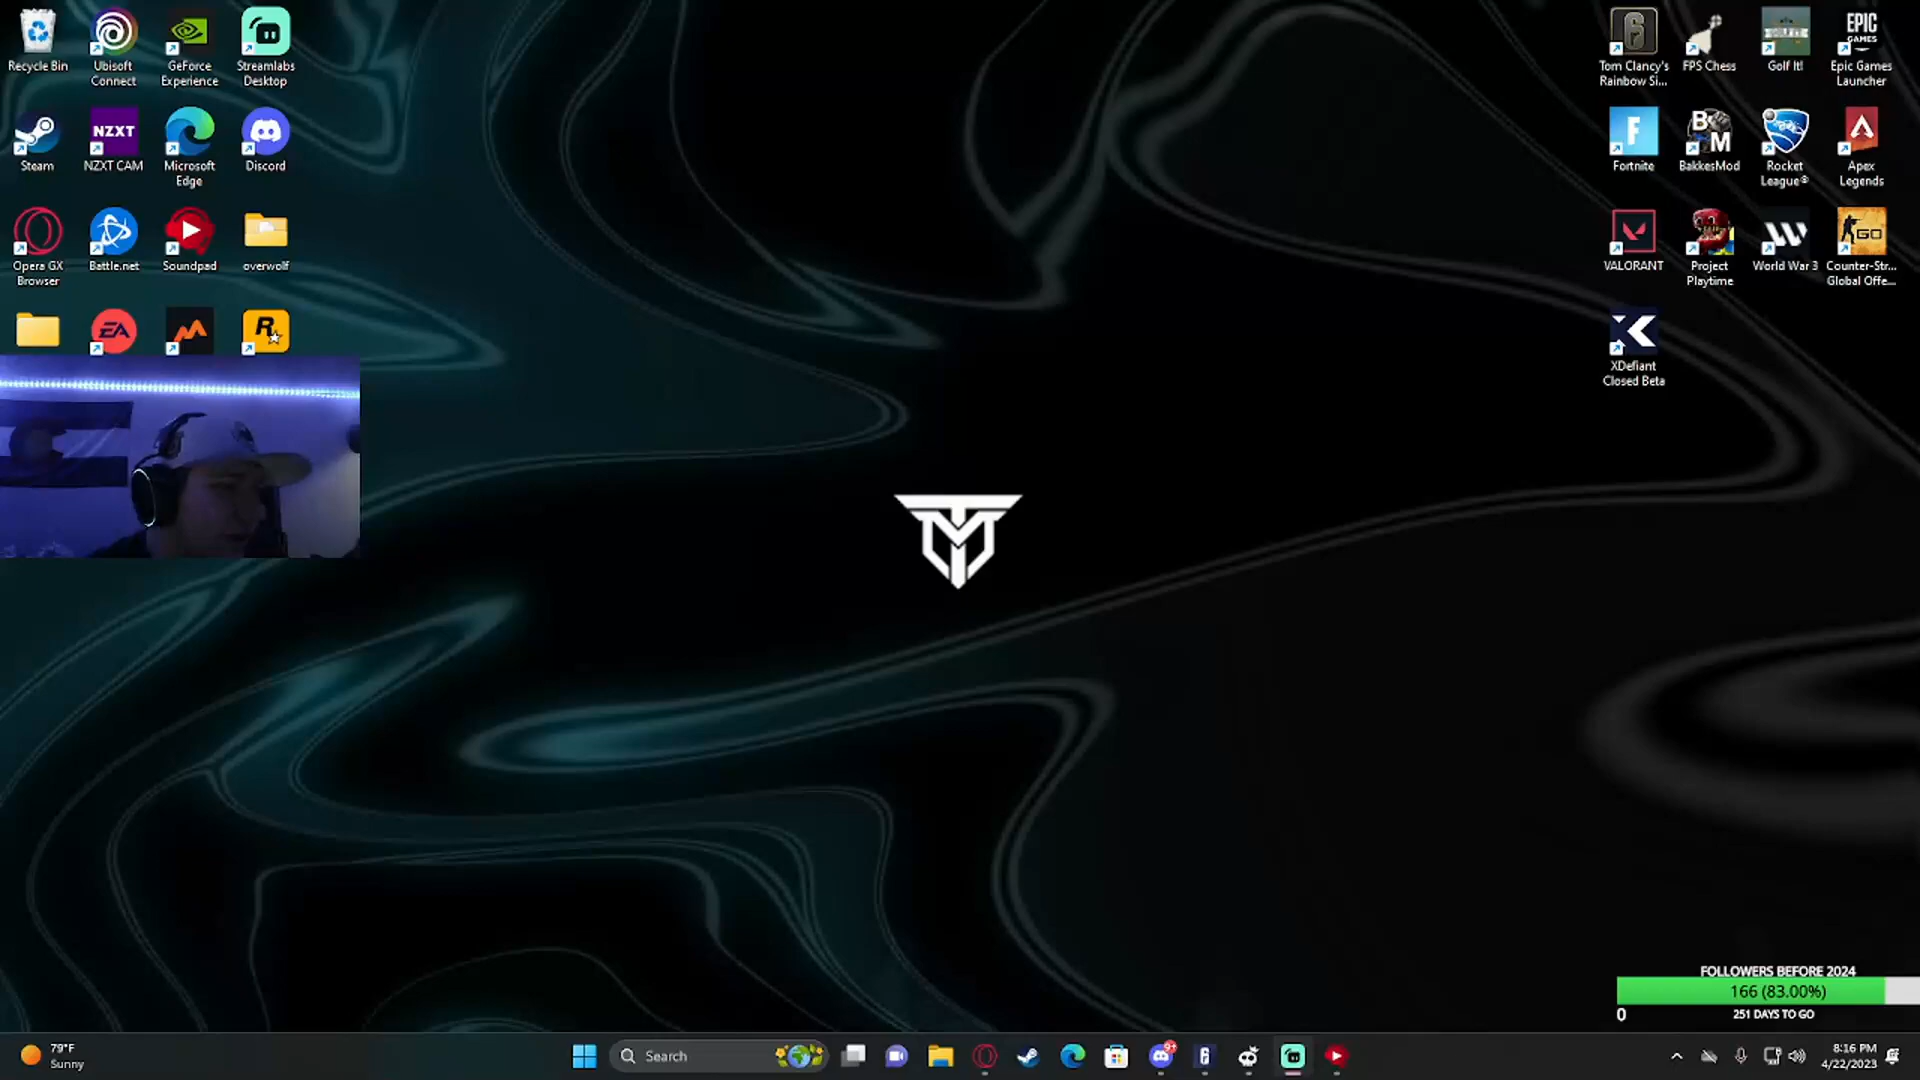 Recycle Bin
Ubisoft Connect
GeForce Experience
Streamlabs Desktop
Tom Clancy's Rainbow Si...
FPS Chess
Golf It!
EPIC GAMES
Epic Games Launcher
Steam
NZXT
NZXT CAM
Microsoft Edge
Discord
F
Fortnite
B M
BakkesMod
Rocket League®
Apex Legends
Opera GX Browser
Battle.net
Soundpad
overwolf
VALORANT
Project Playtime
World War 3
GO
Counter-Str... Global Offe...
EA
R
XDefiant Closed Beta
FOLLOWERS BEFORE 2024
166 (83.00%)
0
251 DAYS TO GO
79°F
Sunny
Search
9+
8:16 PM
4/22/2023